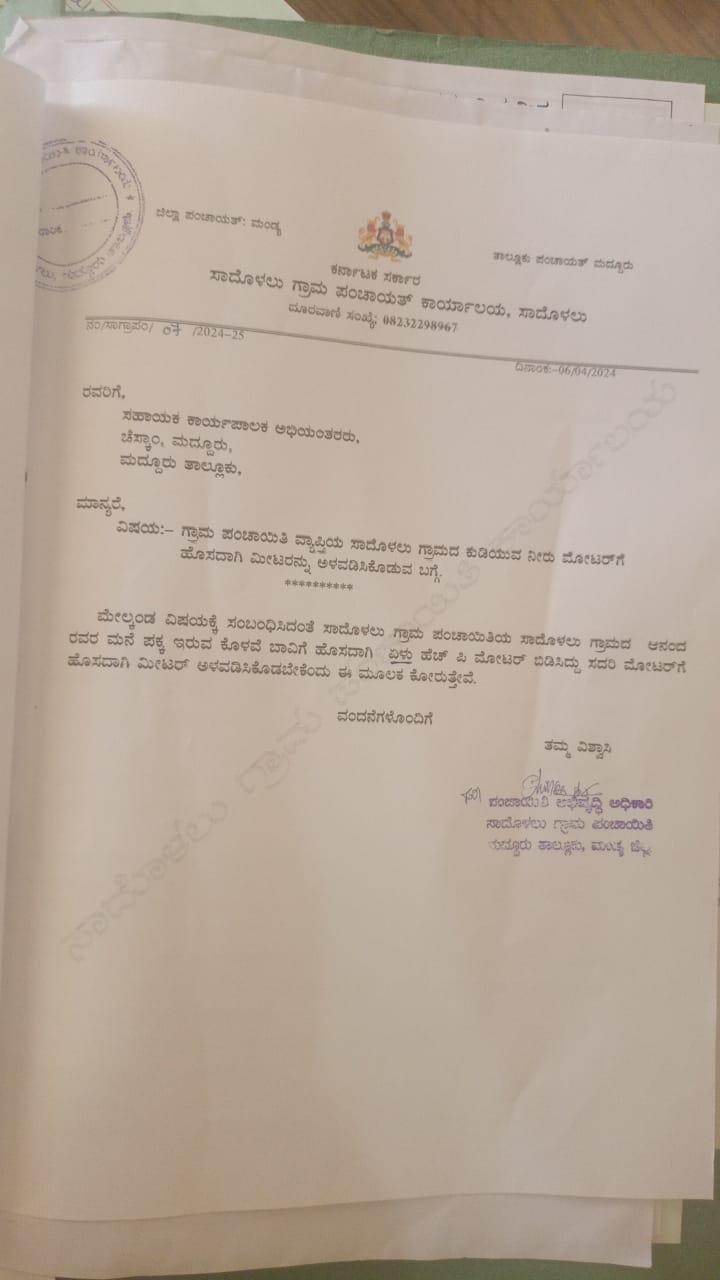 ಜಿಲ್ಲಾ ಪಂಚಾಯತ್: ಮಂಡ್ಯ
ತಾಲ್ಲೂಕು ಪಂಚಾಯತ್ ಮದ್ದೂರು
ಕರ್ನಾಟಕ ಸರ್ಕಾರ
ಸಾದೊಳಲು ಗ್ರಾಮ ಪಂಚಾಯತ್ ಕಾರ್ಯಾಲಯ, ಸಾದೊಳಲು
ದೂರವಾಣಿ ಸಂಖ್ಯೆ: 08232298967
ನಂ/ಸಾಗ್ರಾಪಂ/ 07 /2024-25
ದಿನಾಂಕ:-06/04/2024
ರವರಿಗೆ,
ಸಹಾಯಕ ಕಾರ್ಯಪಾಲಕ ಅಭಿಯಂತರರು,
ಚೆಸ್ಕಾಂ, ಮದ್ದೂರು,
ಮದ್ದೂರು ತಾಲ್ಲೂಕು,
ಮಾನ್ಯರೆ,
ವಿಷಯ:- ಗ್ರಾಮ ಪಂಚಾಯಿತಿ ವ್ಯಾಪ್ತಿಯ ಸಾದೊಳಲು ಗ್ರಾಮದ ಕುಡಿಯುವ ನೀರು ಮೋಟರ್‌ಗೆ
ಹೊಸದಾಗಿ ಮೀಟರನ್ನು ಅಳವಡಿಸಿಕೊಡುವ ಬಗ್ಗೆ.
**********
ಮೇಲ್ಕಂಡ ವಿಷಯಕ್ಕೆ ಸಂಬಂಧಿಸಿದಂತೆ ಸಾದೊಳಲು ಗ್ರಾಮ ಪಂಚಾಯಿತಿಯ ಸಾದೊಳಲು ಗ್ರಾಮದ ಆನಂದ
ರವರ ಮನೆ ಪಕ್ಕ ಇರುವ ಕೊಳವೆ ಬಾವಿಗೆ ಹೊಸದಾಗಿ ಏಳು ಹೆಚ್ ಪಿ ಮೋಟರ್ ಬಿಡಿಸಿದ್ದು ಸದರಿ ಮೋಟರ್‌ಗೆ
ಹೊಸದಾಗಿ ಮೀಟರ್ ಅಳವಡಿಸಿಕೊಡಬೇಕೆಂದು ಈ ಮೂಲಕ ಕೋರುತ್ತೇವೆ.
ವಂದನೆಗಳೊಂದಿಗೆ
ತಮ್ಮ ವಿಶ್ವಾಸಿ
ಪಂಚಾಯಿತಿ ಅಭಿವೃದ್ಧಿ ಅಧಿಕಾರಿ
ಸಾದೊಳಲು ಗ್ರಾಮ ಪಂಚಾಯಿತಿ
ಮದ್ದೂರು ತಾಲ್ಲೂಕು, ಮಂಡ್ಯ ಜಿಲ್ಲೆ
ಸಾದೊಳಲು ಗ್ರಾಮ ಪಂಚಾಯಿತಿ ಕಾರ್ಯಾಲಯ